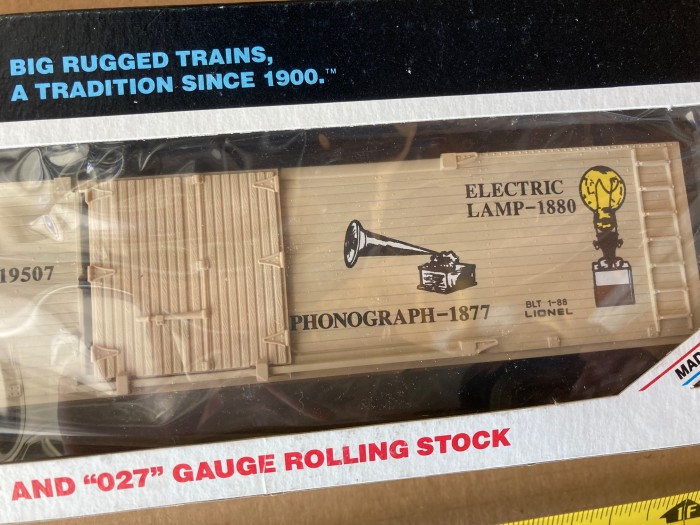 BIG RUGGED TRAINS,
A TRADITION SINCE 1900.™
19507
ELECTRIC
LAMP-1880
PHONOGRAPH-1877
BLT 1-88
LIONEL
AND "027" GAUGE ROLLING STOCK
1F